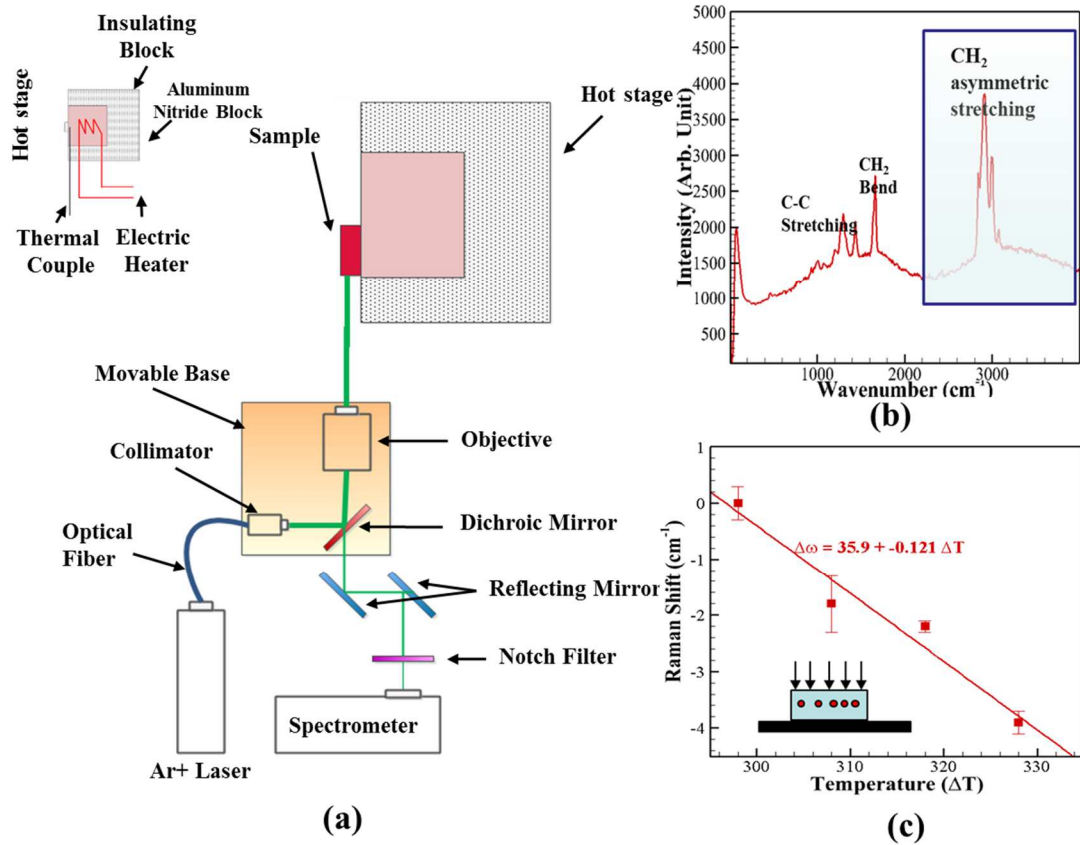 Hot stage
Insulating
Block
Aluminum
Nitride Block
Thermal
Couple
Electric
Heater
Sample
Hot stage
Movable Base
Collimator
Optical
Fiber
Objective
Dichroic Mirror
Reflecting Mirror
Notch Filter
Spectrometer
Ar+ Laser
(a)
Intensity (Arb. Unit)
5000
4500
4000
3500
3000
2500
2000
1500
1000
500
C-C
Stretching
CH2
Bend
CH2
asymmetric
stretching
1000
2000
3000
Wavenumber (cm-1)
(b)
Raman Shift (cm-1)
1
0
-1
-2
-3
-4
Δω = 35.9 + -0.121 ΔT
300
310
320
330
Temperature (ΔT)
(c)